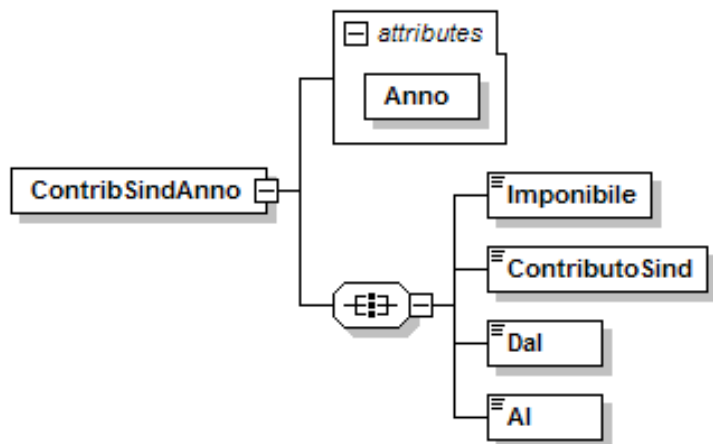 attributes
Anno
ContribSindAnno
Imponibile
ContributoSind
Dal
Al